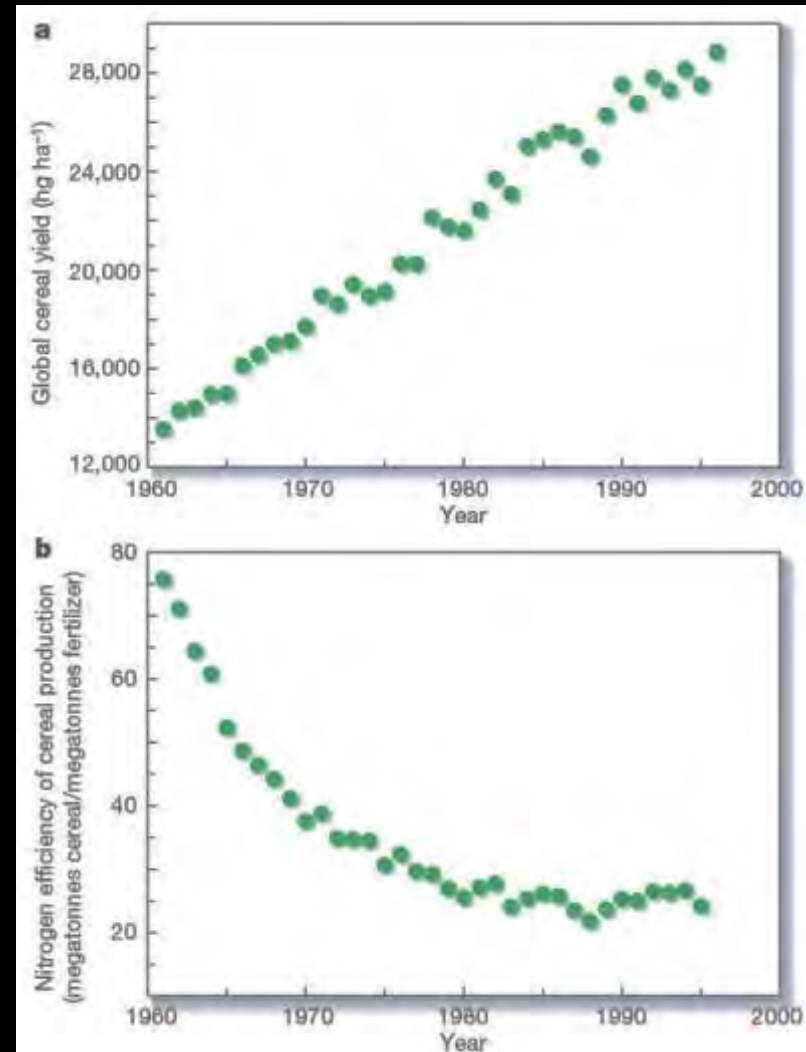 a
Global cereal yield (hg ha⁻¹)
28,000
24,000
20,000
16,000
12,000
1960 1970 1980 1990 2000
Year
b
Nitrogen efficiency of cereal production
(megatonnes cereal/megatonnes fertilizer)
80
60
40
20
1960 1970 1980 1990 2000
Year